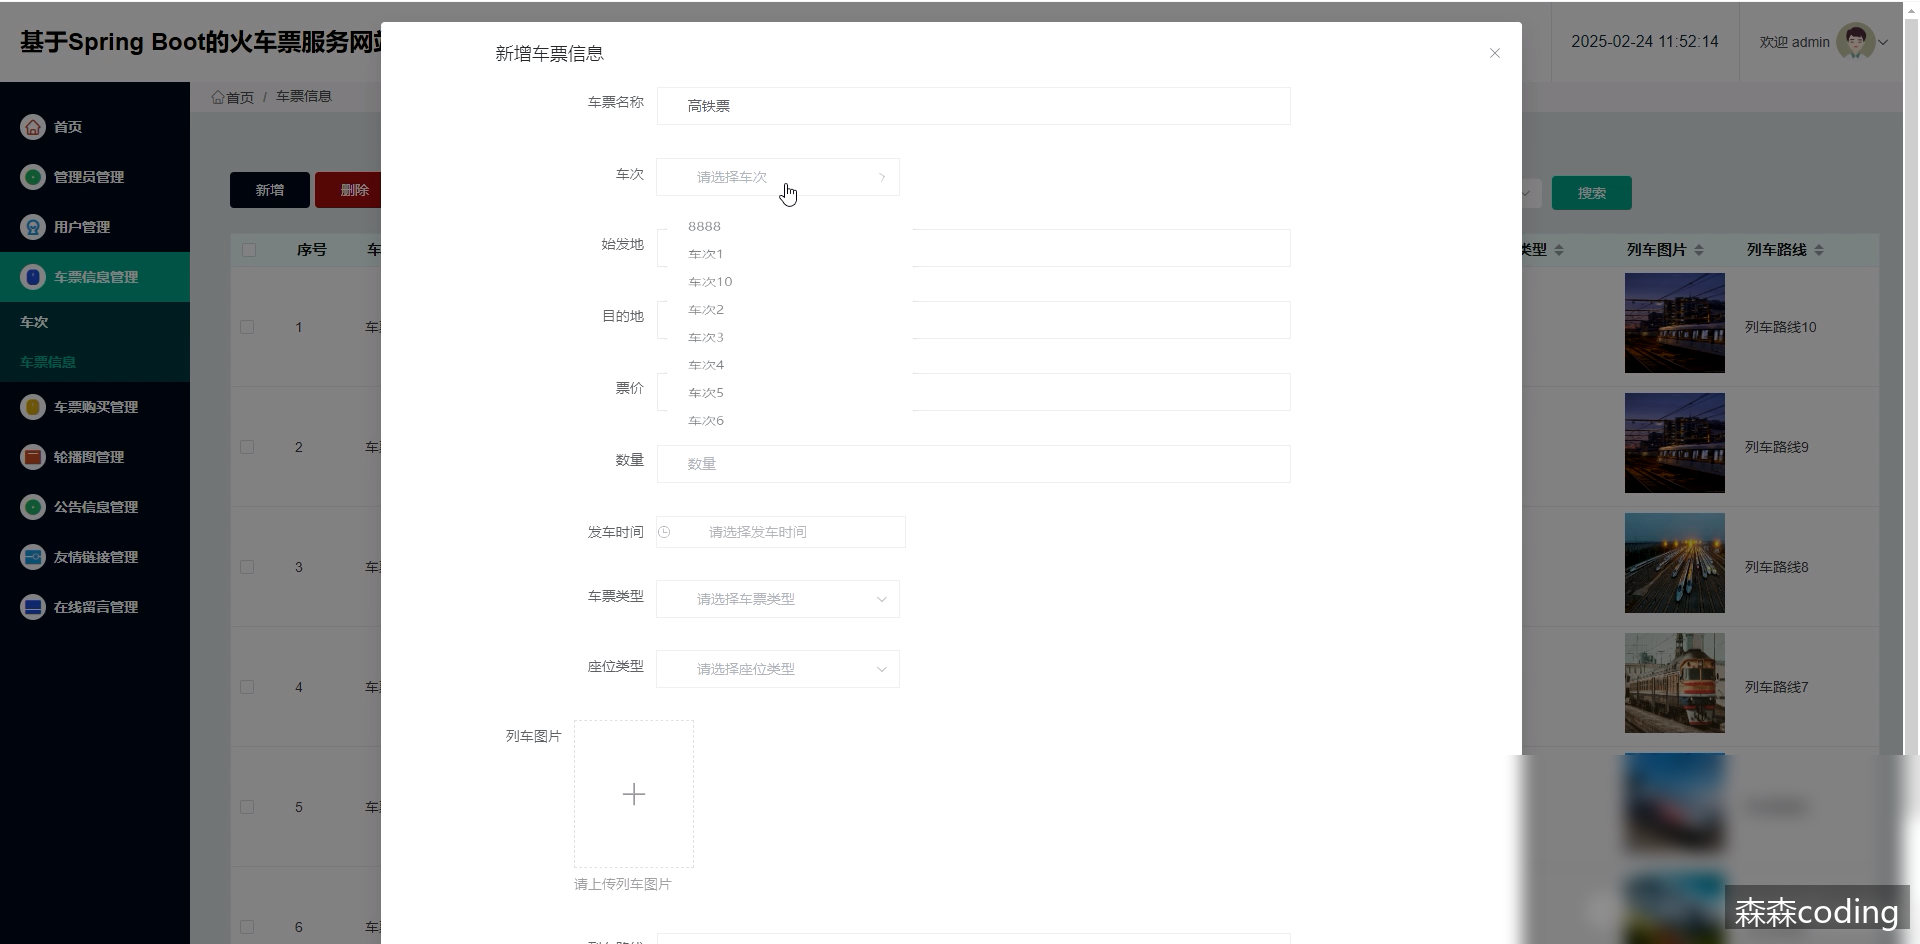 基于Spring Boot的火车票服务网站
2025-02-24 11:52:14
欢迎 admin
首页
管理员管理
用户管理
车票信息管理
车次
车票信息
车票购买管理
轮播图管理
公告信息管理
友情链接管理
在线留言管理
首页 / 车票信息
新增
删除
搜索
序号
车
类型
列车图片
列车路线
1
车
列车路线10
2
车
列车路线9
3
车
列车路线8
4
车
列车路线7
5
车
6
车
新增车票信息
车票名称
高铁票
车次
请选择车次
8888
车次1
车次10
车次2
车次3
车次4
车次5
车次6
始发地
目的地
票价
数量
数量
发车时间
请选择发车时间
车票类型
请选择车票类型
座位类型
请选择座位类型
列车图片
请上传列车图片
森森coding